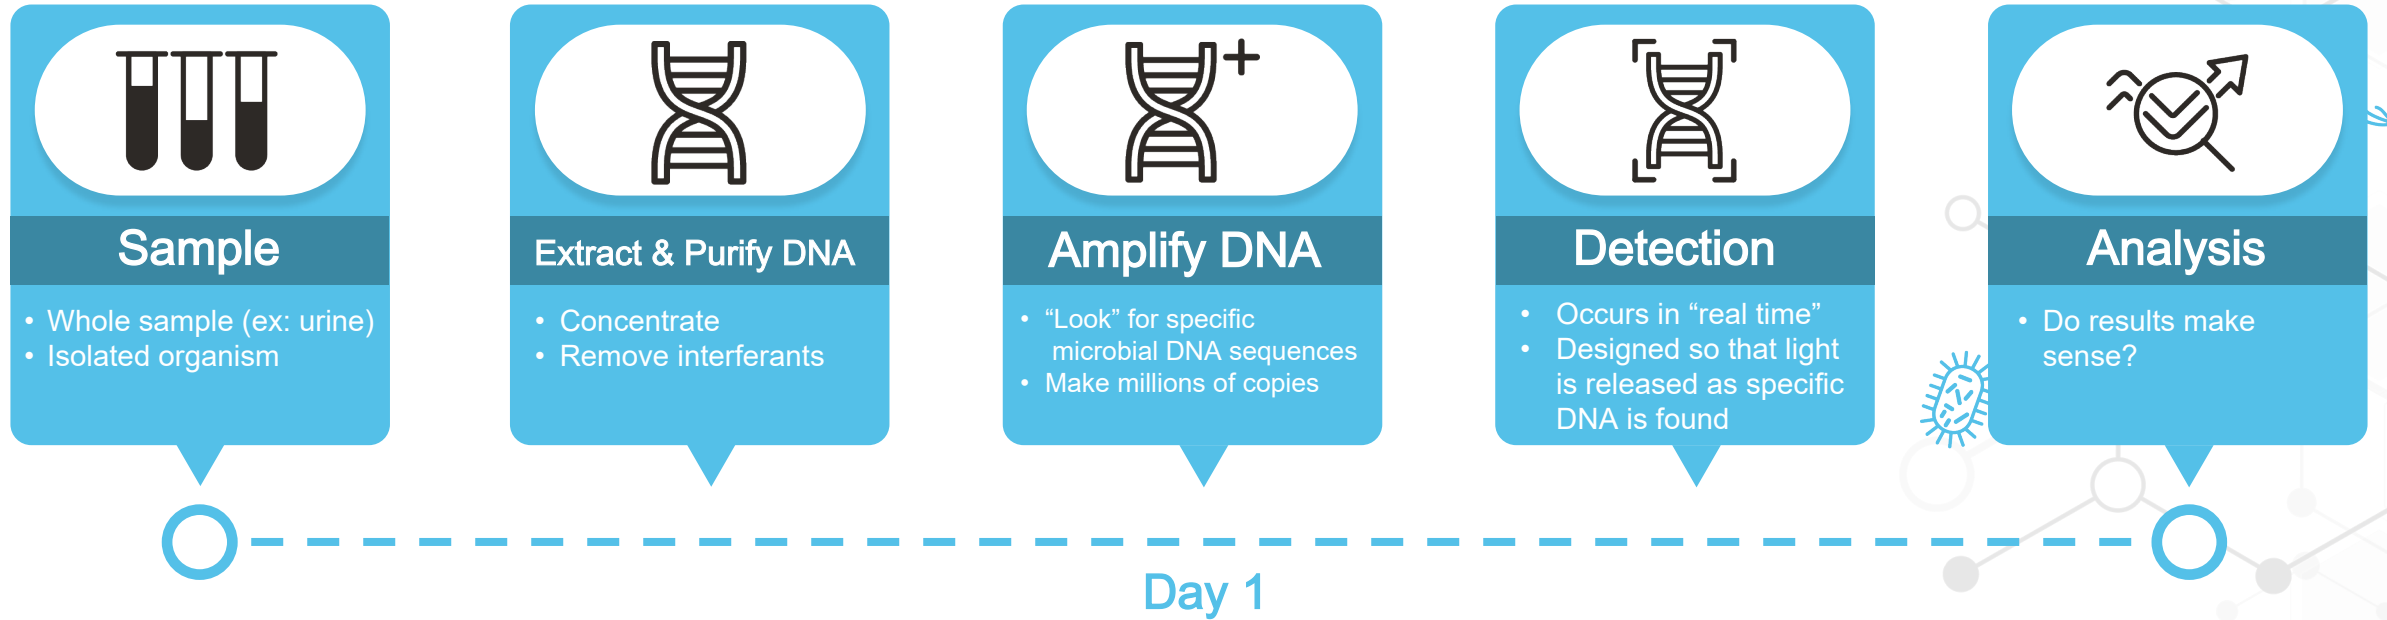 Sample
• Whole sample (ex: urine)
• Isolated organism
Extract & Purify DNA
• Concentrate
• Remove interferants
Amplify DNA
• “Look” for specific
microbial DNA sequences
• Make millions of copies
Detection
• Occurs in “real time”
• Designed so that light
is released as specific
DNA is found
Analysis
• Do results make
sense?
Day 1